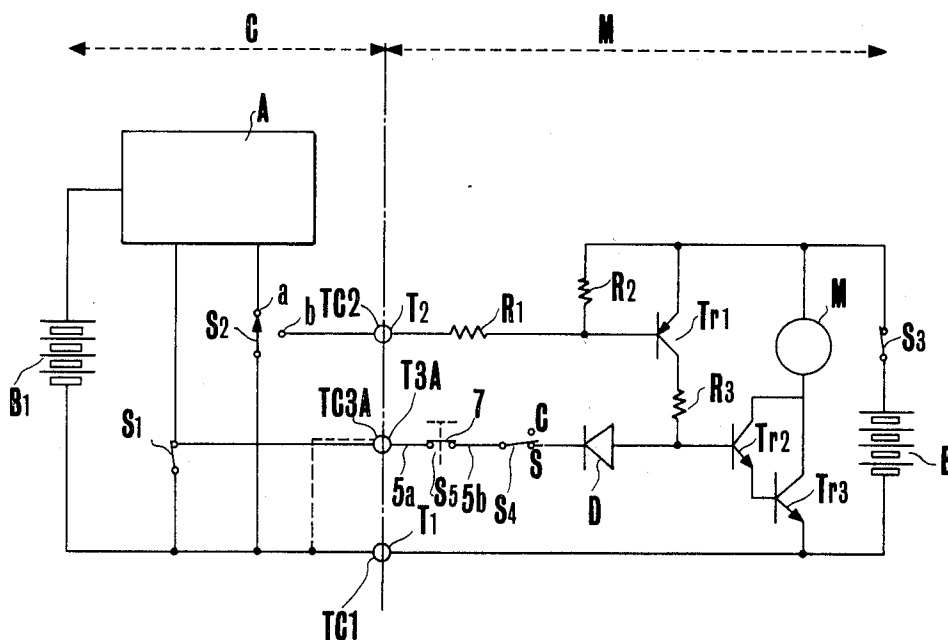 C
M
A
a
b
TC2
T2
R1
R2
Tr1
M
S2
S3
B1
S1
TC3A
T3A
7
C
S
R3
Tr2
5a
S5
5b
S4
D
Tr3
T1
TC1